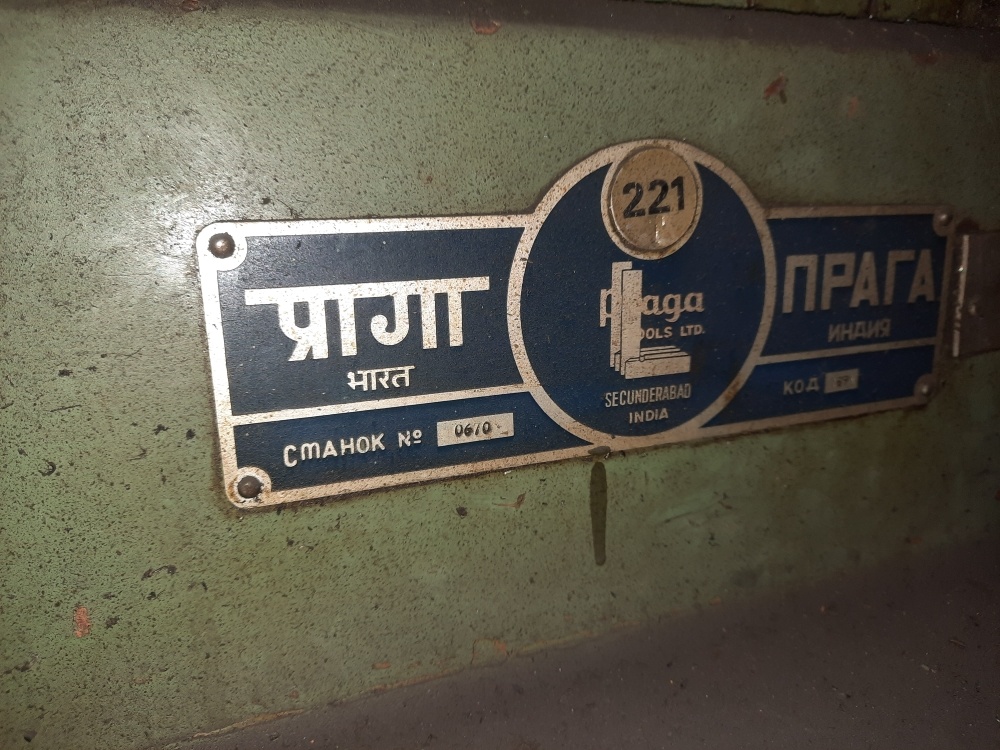 प्रागा
भारत
СТАНОК №
0610
221
praga
TOOLS LTD.
SECUNDERABAD
INDIA
ПРАГА
ИНДИЯ
КОД